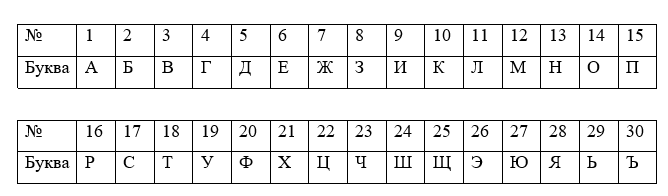 № 1 2 3 4 5 6 7 8 9 10 11 12 13 14 15
Буква А Б В Г Д Е Ж З И К Л М Н О П
№ 16 17 18 19 20 21 22 23 24 25 26 27 28 29 30
Буква Р С Т У Ф Х Ц Ч Ш Щ Э Ю Я Ь Ъ